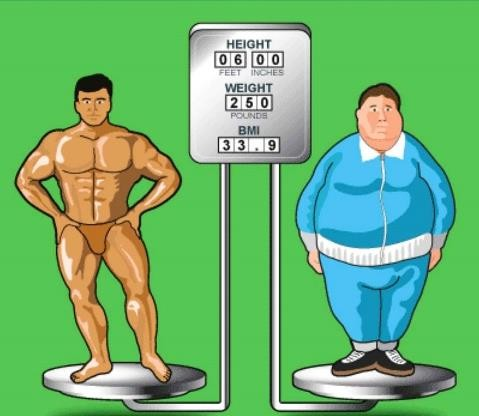 HEIGHT
06 00
FEET INCHES
WEIGHT
250
POUNDS
BMI
33.9